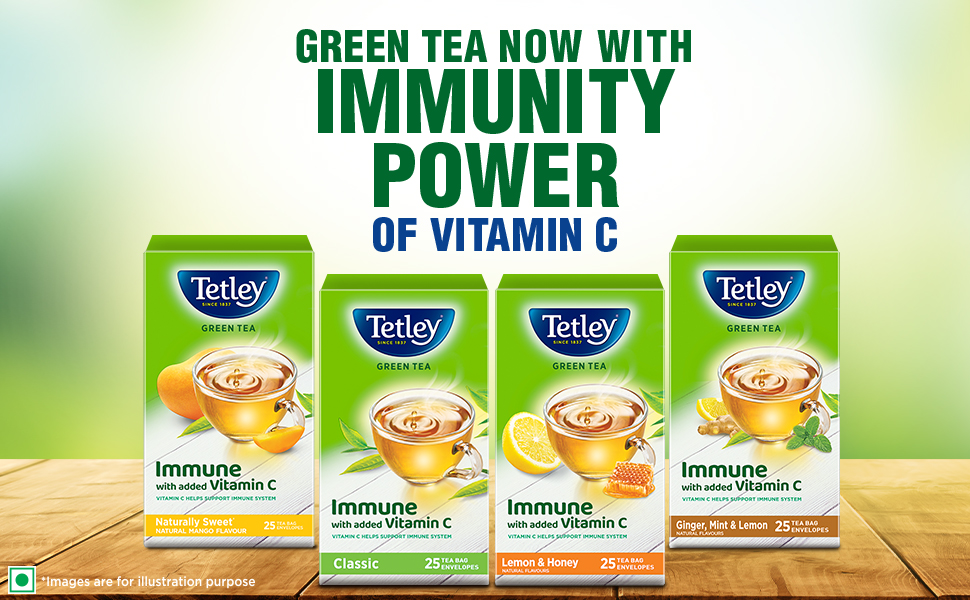 GREEN TEA NOW WITH
IMMUNITY
POWER
OF VITAMIN C
Tetley
SINCE 1837
GREEN TEA
Immune
with added Vitamin C
VITAMIN C HELPS SUPPORT IMMUNE SYSTEM
Naturally Sweet
NATURAL MANGO FLAVOUR
25 TEA BAG
ENVELOPES
Tetley
SINCE 1837
GREEN TEA
Immune
with added Vitamin C
VITAMIN C HELPS SUPPORT IMMUNE SYSTEM
Classic
25 TEA BAG
ENVELOPES
Tetley
SINCE 1837
GREEN TEA
Immune
with added Vitamin C
VITAMIN C HELPS SUPPORT IMMUNE SYSTEM
Lemon & Honey
NATURAL FLAVOURS
25 TEA BAG
ENVELOPES
Tetley
SINCE 1837
GREEN TEA
Immune
with added Vitamin C
VITAMIN C HELPS SUPPORT IMMUNE SYSTEM
Ginger, Mint & Lemon
NATURAL FLAVOURS
25 TEA BAG
ENVELOPES
*Images are for illustration purpose